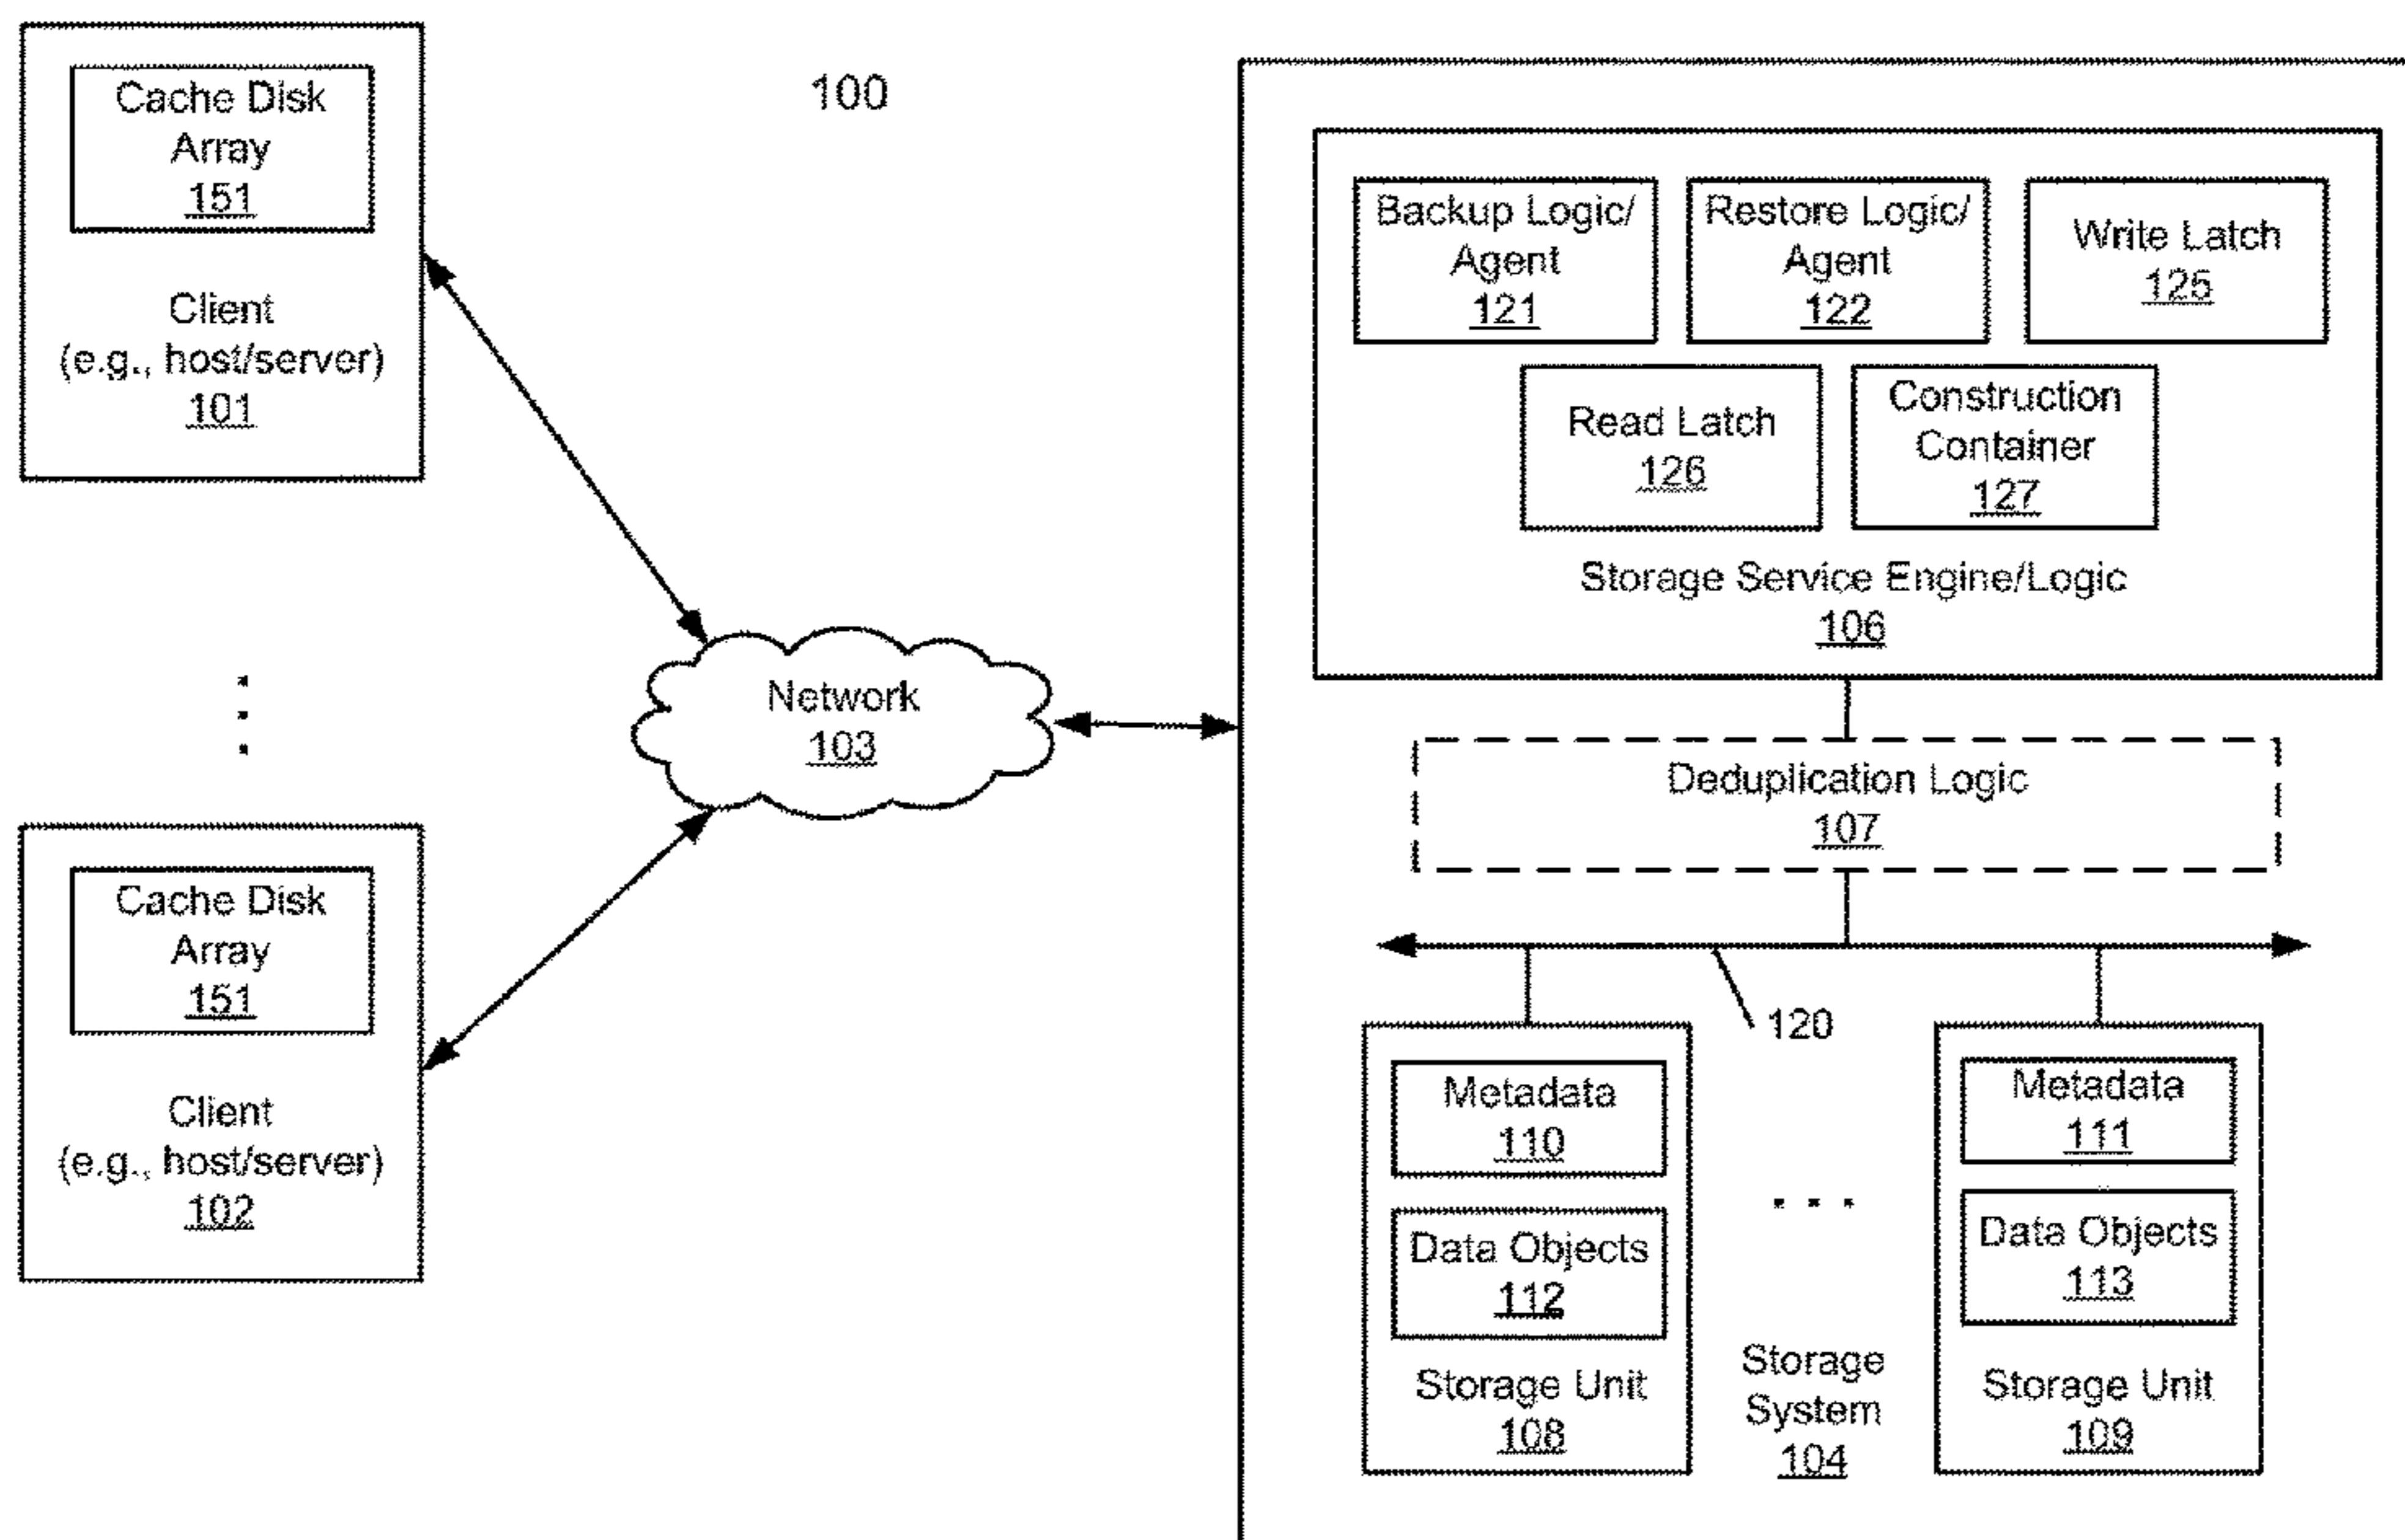 Cache Disk
Array
151
Client
(e.g., host/server)
101
100
Cache Disk
Array
151
Client
(e.g., host/server)
102
Network
103
Backup Logic/
Agent
121
Restore Logic/
Agent
122
Write Latch
125
Read Latch
126
Construction
Container
127
Storage Service Engine/Logic
106
Deduplication Logic
107
120
Metadata
110
Data Objects
112
Storage Unit
108
. . .
Storage
System
104
Metadata
111
Data Objects
113
Storage Unit
109